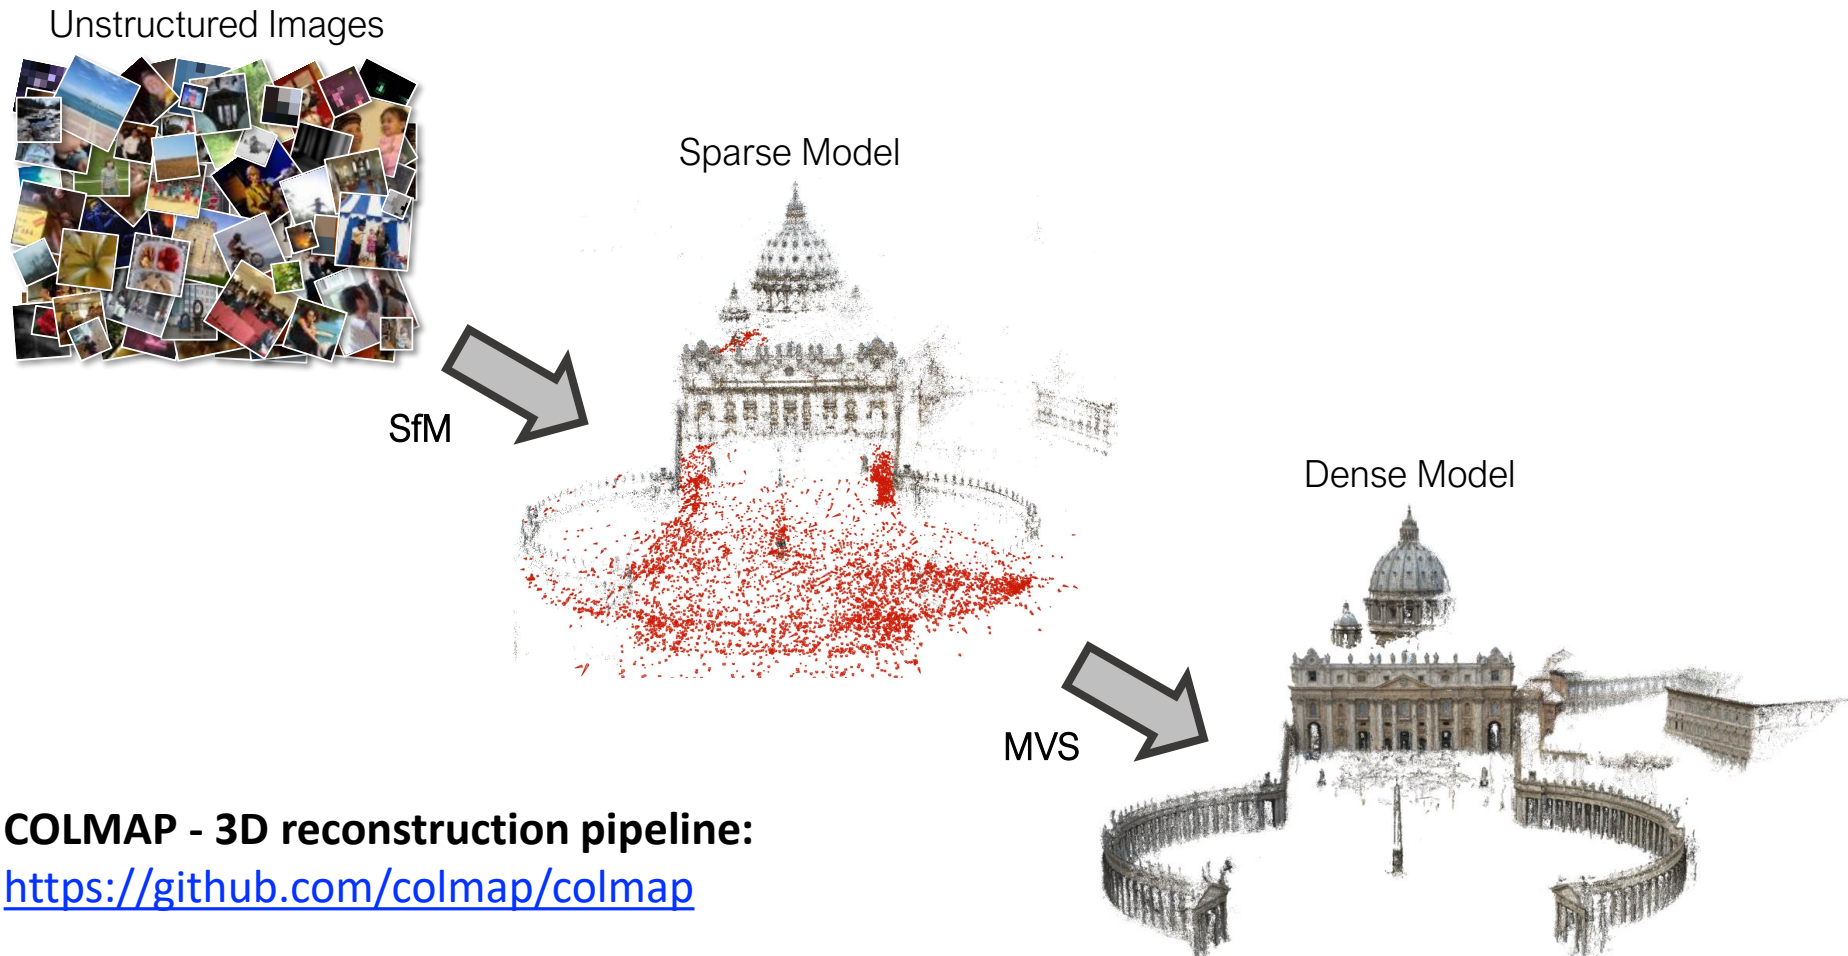 Unstructured Images
Sparse Model
SfM
Dense Model
MVS
COLMAP - 3D reconstruction pipeline:
https://github.com/colmap/colmap